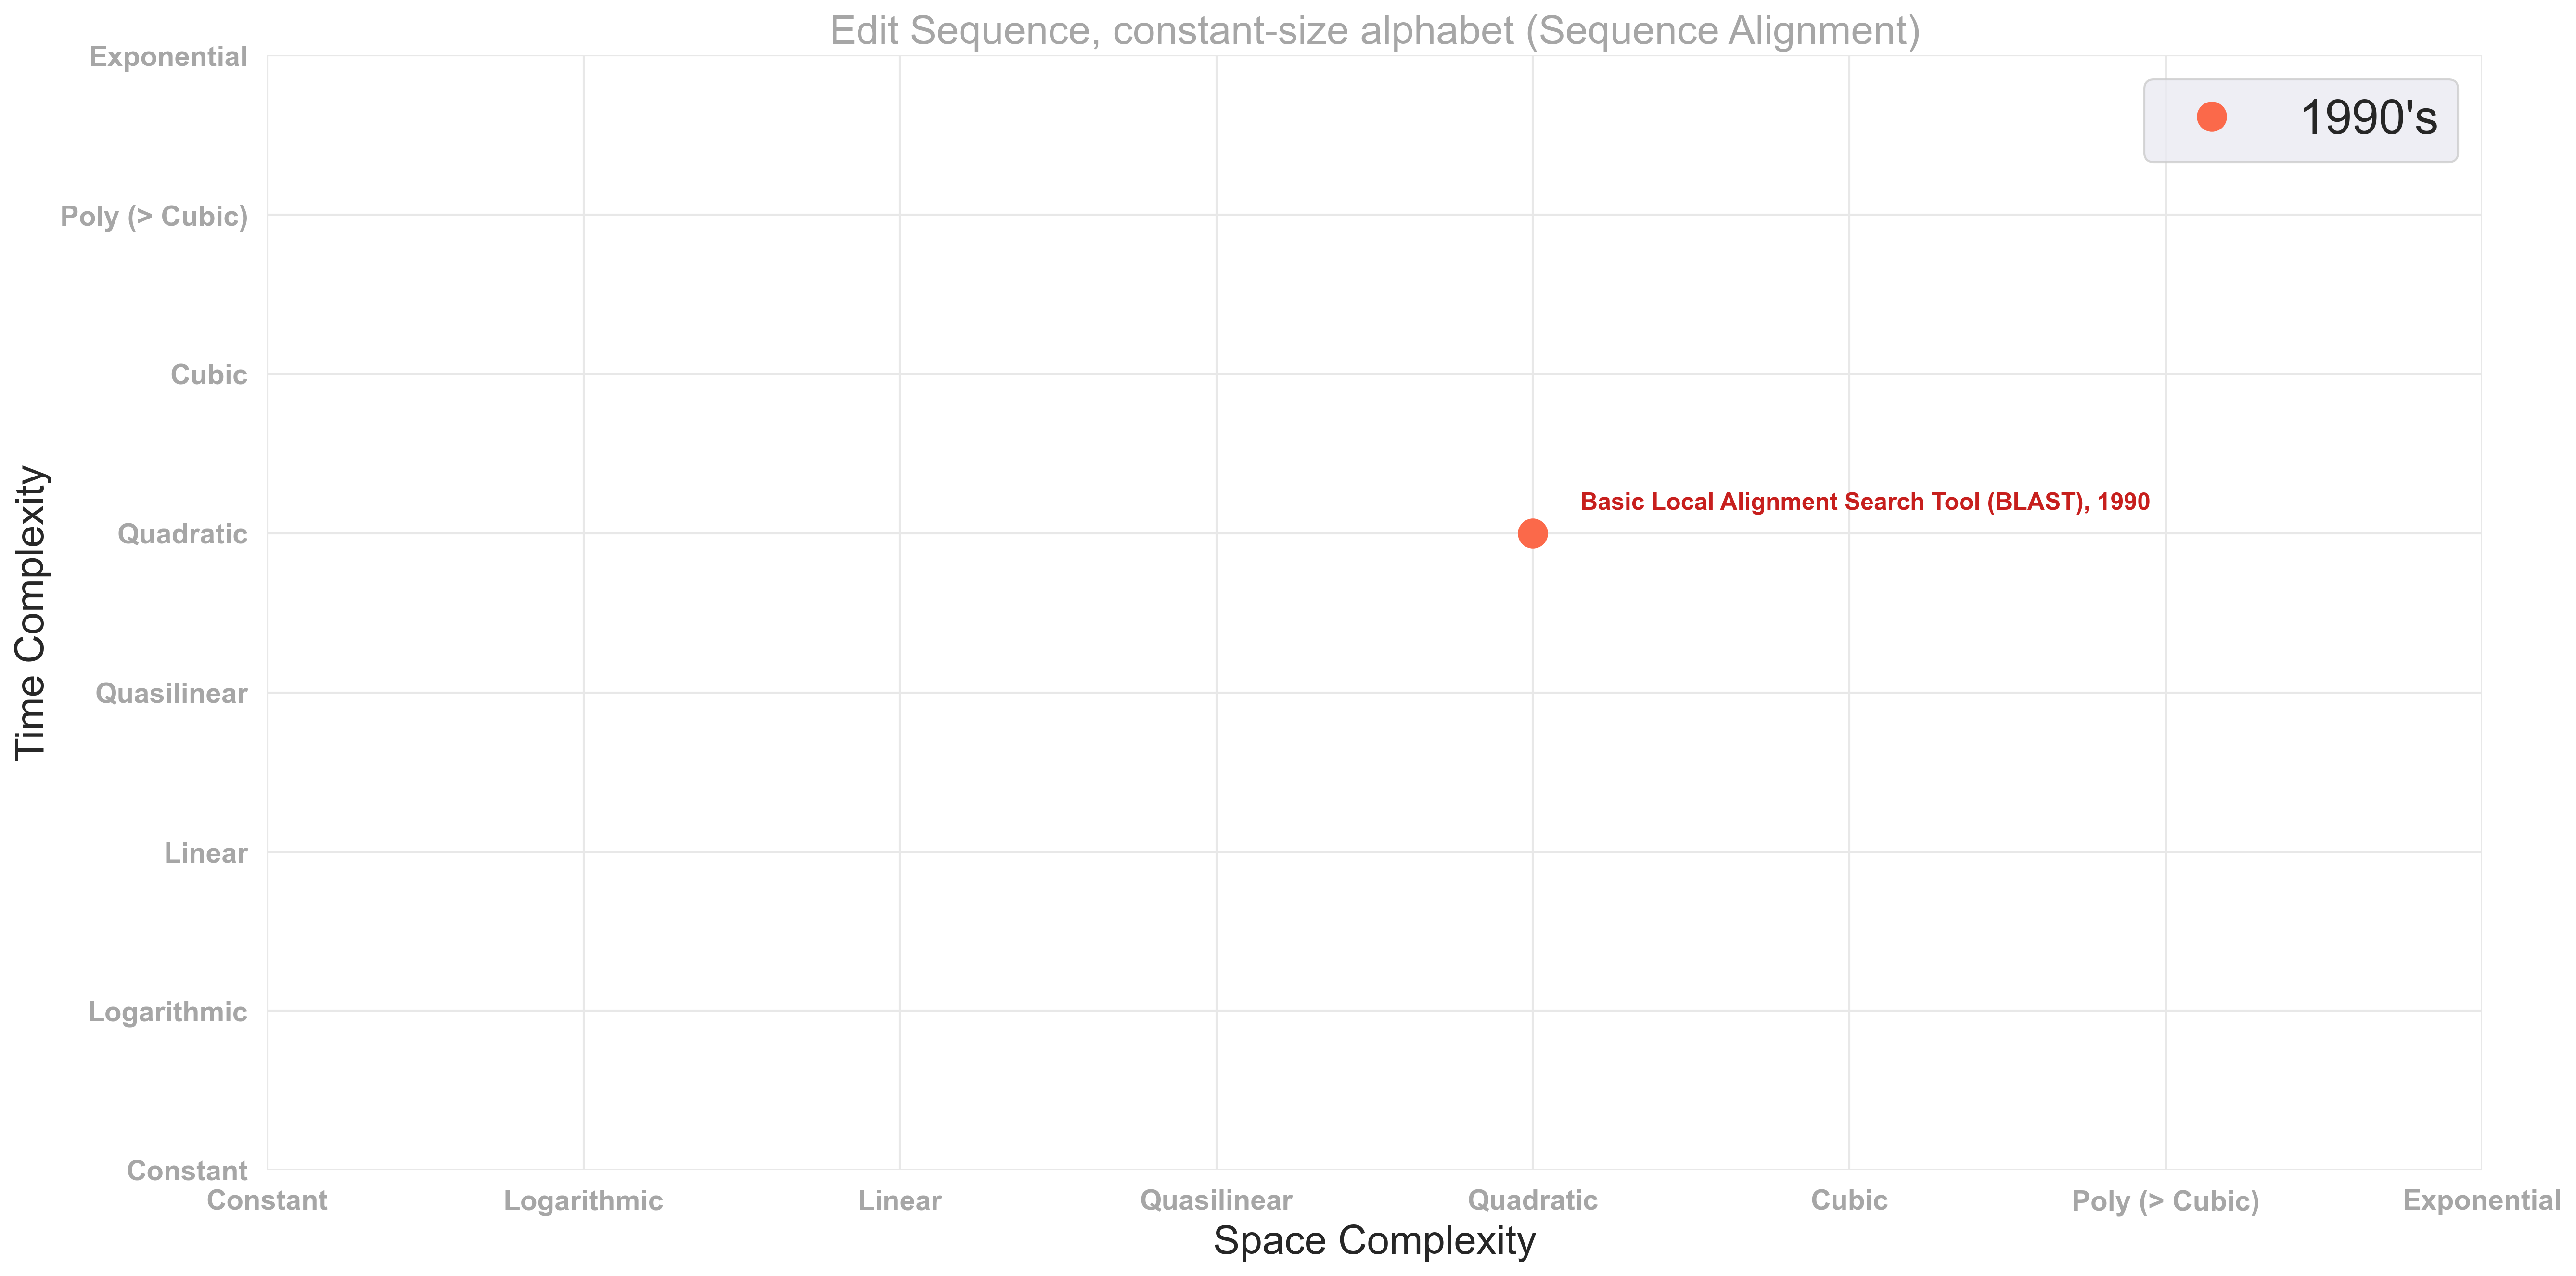 Edit Sequence, constant-size alphabet (Sequence Alignment)
1990's
Exponential
Poly (> Cubic)
Cubic
Quadratic
Quasilinear
Linear
Logarithmic
Constant
Time Complexity
Basic Local Alignment Search Tool (BLAST), 1990
Constant Logarithmic Linear Quasilinear Quadratic Cubic Poly (> Cubic) Exponential
Space Complexity